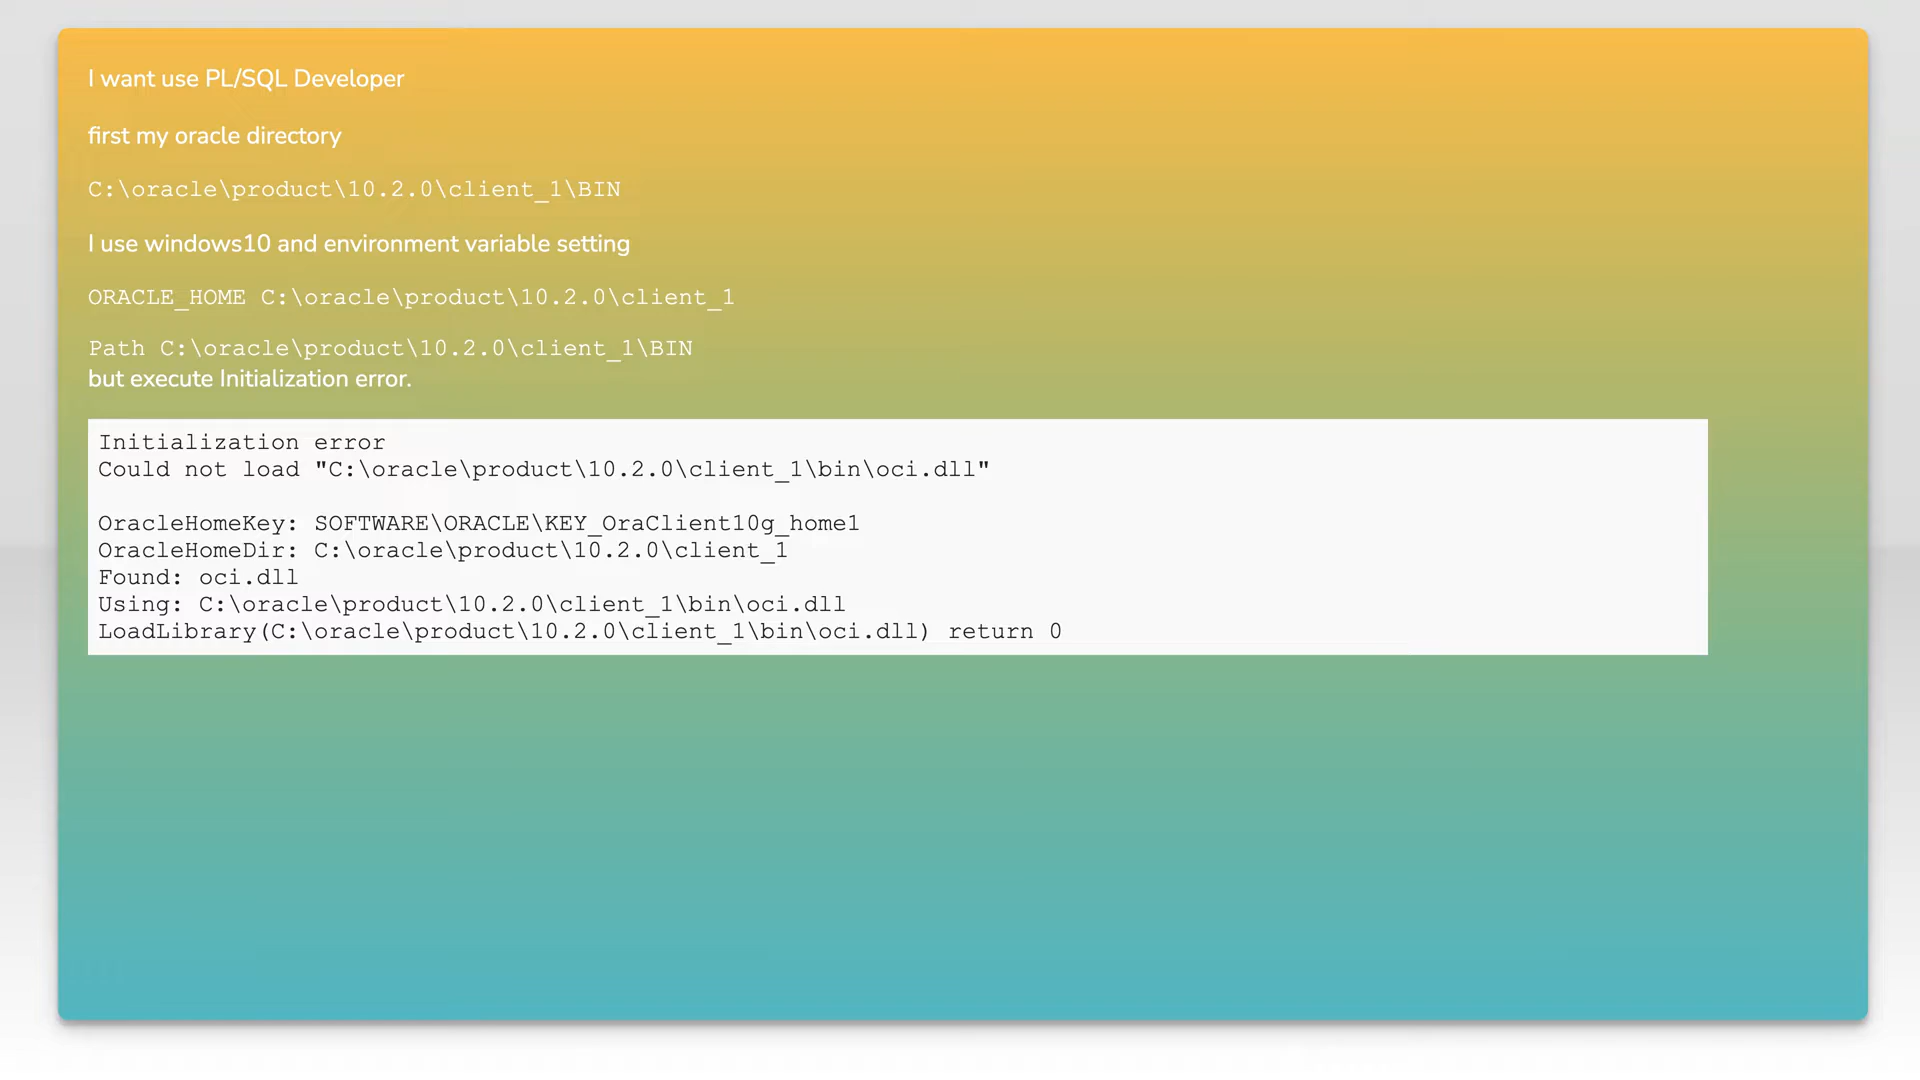 I want use PL/SQL Developer
first my oracle directory
C:\oracle\product\10.2.0\client_1\BIN
I use windows10 and environment variable setting
ORACLE_HOME C:\oracle\product\10.2.0\client_1
Path C:\oracle\product\10.2.0\client_1\BIN
but execute Initialization error.
Initialization error
Could not load "C:\oracle\product\10.2.0\client_1\bin\oci.dll"
OracleHomeKey: SOFTWARE\ORACLE\KEY_OraClient10g_home1
OracleHomeDir: C:\oracle\product\10.2.0\client_1
Found: oci.dll
Using: C:\oracle\product\10.2.0\client_1\bin\oci.dll
LoadLibrary(C:\oracle\product\10.2.0\client_1\bin\oci.dll) return 0